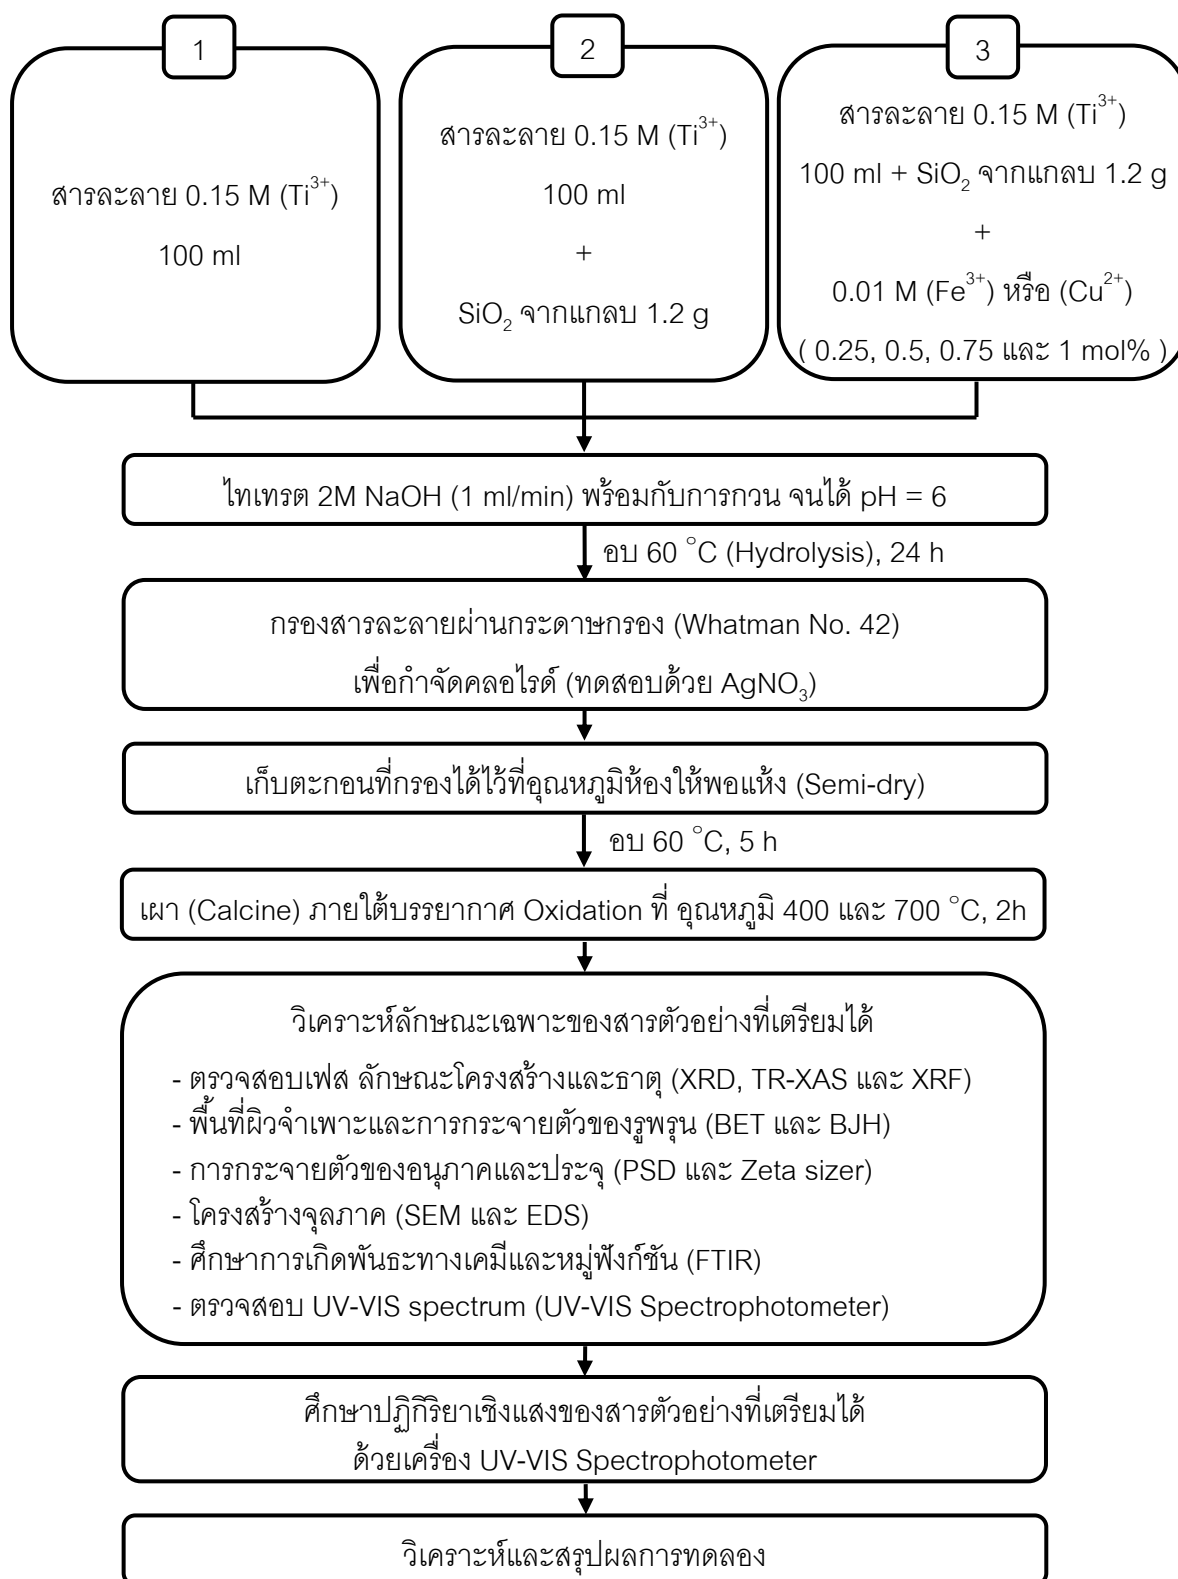 1
สารละลาย 0.15 M (Ti³⁺)
100 ml
2
สารละลาย 0.15 M (Ti³⁺)
100 ml
+
SiO₂ จากแกลบ 1.2 g
3
สารละลาย 0.15 M (Ti³⁺)
100 ml + SiO₂ จากแกลบ 1.2 g
+
0.01 M (Fe³⁺) หรือ (Cu²⁺)
( 0.25, 0.5, 0.75 และ 1 mol% )
ไทเทรต 2M NaOH (1 ml/min) พร้อมกับการกวน จนได้ pH = 6
อบ 60 °C (Hydrolysis), 24 h
กรองสารละลายผ่านกระดาษกรอง (Whatman No. 42)
เพื่อกำจัดคลอไรด์ (ทดสอบด้วย AgNO₃)
เก็บตะกอนที่กรองได้ไว้ที่อุณหภูมิห้องให้พอแห้ง (Semi-dry)
อบ 60 °C, 5 h
เผา (Calcine) ภายใต้บรรยากาศ Oxidation ที่ อุณหภูมิ 400 และ 700 °C, 2h
วิเคราะห์ลักษณะเฉพาะของสารตัวอย่างที่เตรียมได้
- ตรวจสอบเฟส ลักษณะโครงสร้างและธาตุ (XRD, TR-XAS และ XRF)
- พื้นที่ผิวจำเพาะและการกระจายตัวของรูพรุน (BET และ BJH)
- การกระจายตัวของอนุภาคและประจุ (PSD และ Zeta sizer)
- โครงสร้างจุลภาค (SEM และ EDS)
- ศึกษาการเกิดพันธะทางเคมีและหมู่ฟังก์ชัน (FTIR)
- ตรวจสอบ UV-VIS spectrum (UV-VIS Spectrophotometer)
ศึกษาปฏิกิริยาเชิงแสงของสารตัวอย่างที่เตรียมได้
ด้วยเครื่อง UV-VIS Spectrophotometer
วิเคราะห์และสรุปผลการทดลอง